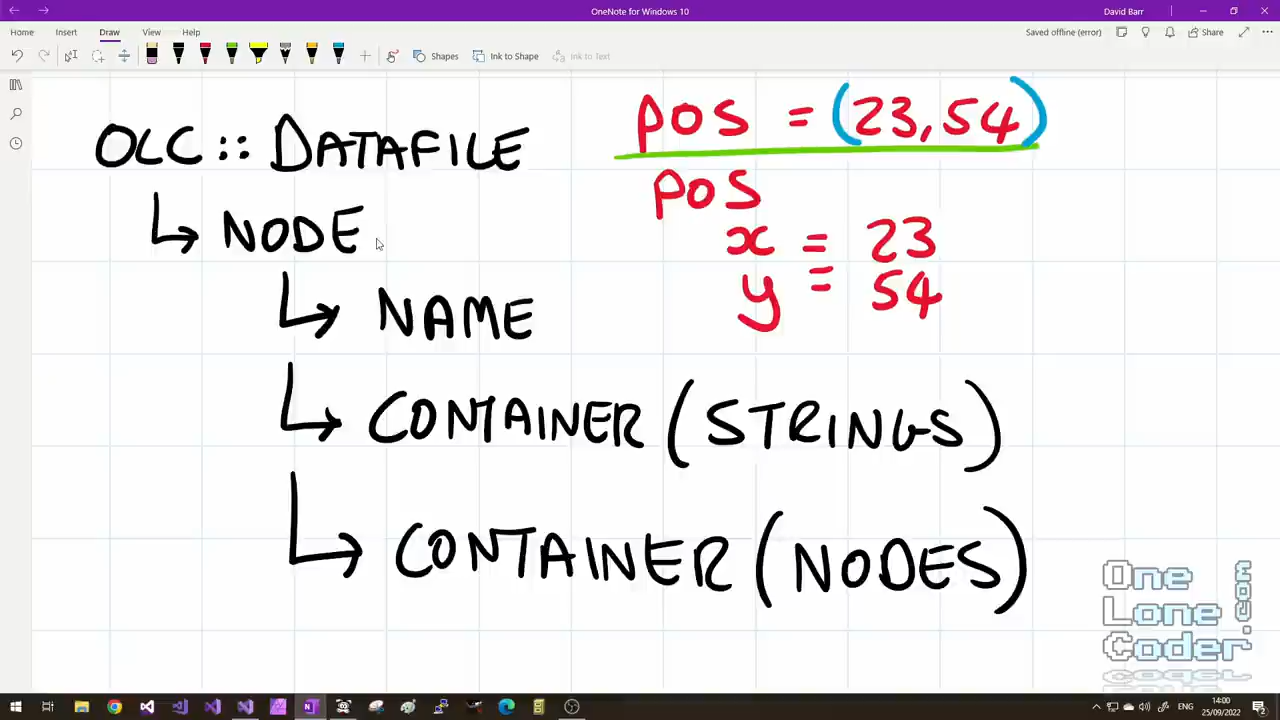 OneNote for Windows 10
David Barr
Home Insert Draw View Help
Saved offline (error)
Share
Shapes
Ink to Shape
Ink to Text
OLC :: DATAFILE
NODE
NAME
CONTAINER (STRINGS)
CONTAINER (NODES)
pos = (23,54)
pos
x = 23
y = 54
One
Lone
Coder
.com
ENG
14:00
25/09/2022